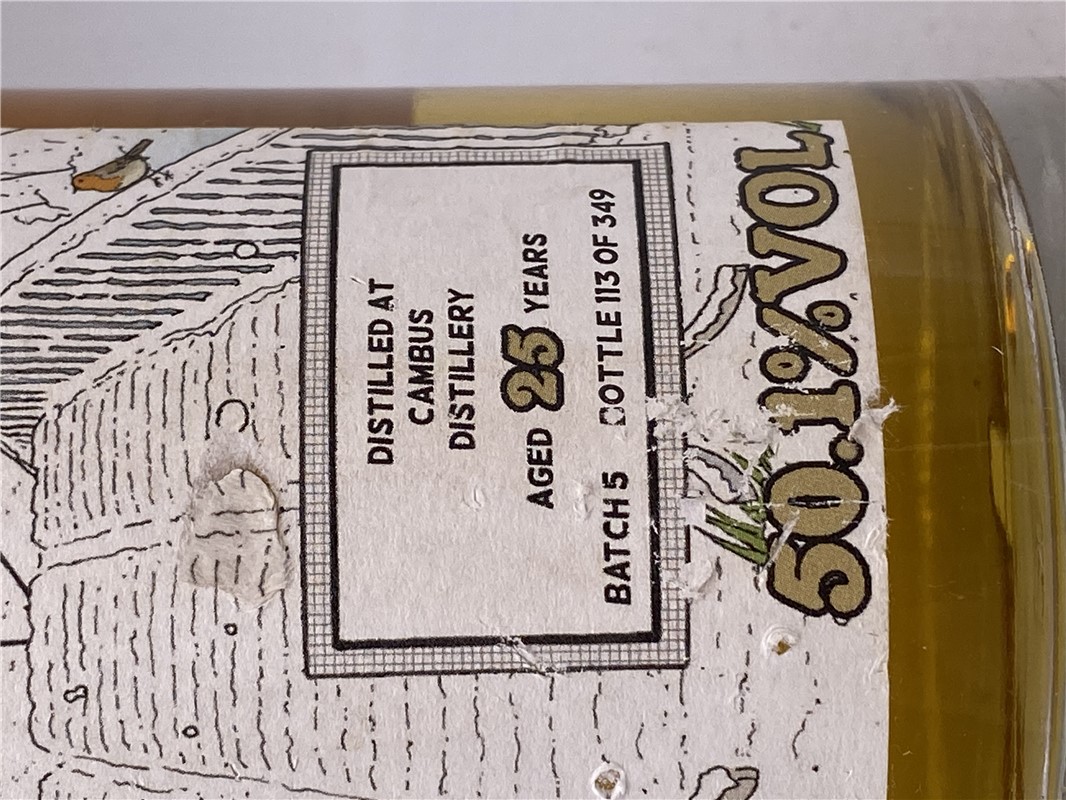 DISTILLED AT
CAMBUS
DISTILLERY
AGED 25 YEARS
BATCH 5 BOTTLE 113 OF 349
50.1%VOL